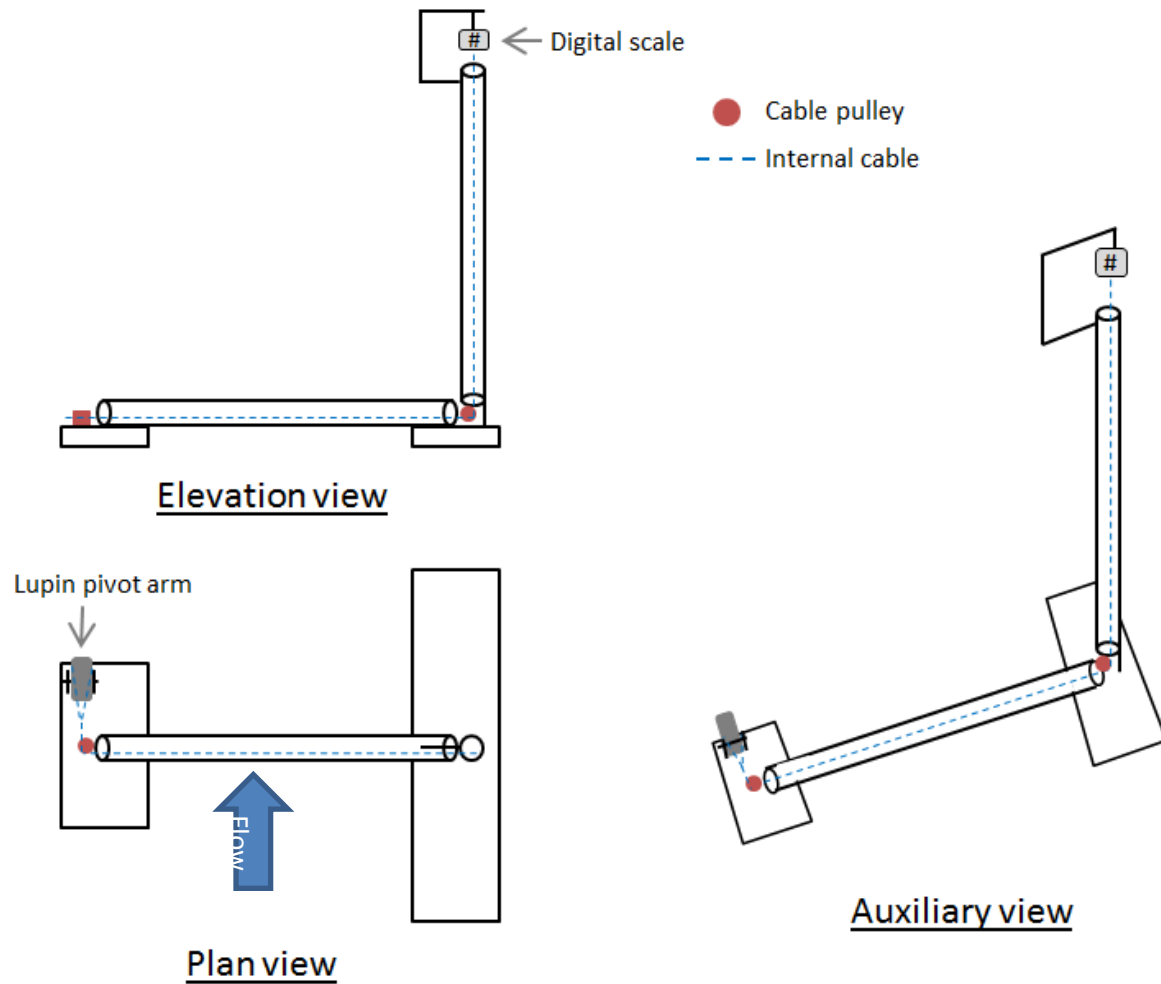 #
Digital scale
Cable pulley
Internal cable
Elevation view
#
Lupin pivot arm
Flow
Plan view
Auxiliary view